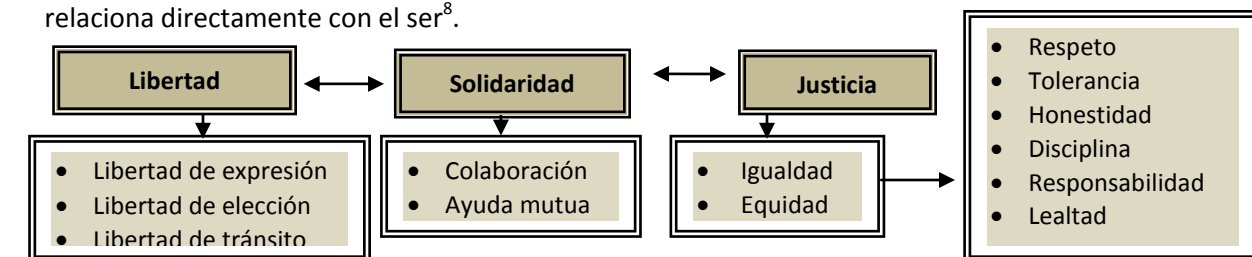 relaciona directamente con el ser⁸.
Libertad
Solidaridad
Justicia
• Libertad de expresión
• Libertad de elección
• Libertad de tránsito
• Colaboración
• Ayuda mutua
• Igualdad
• Equidad
• Respeto
• Tolerancia
• Honestidad
• Disciplina
• Responsabilidad
• Lealtad